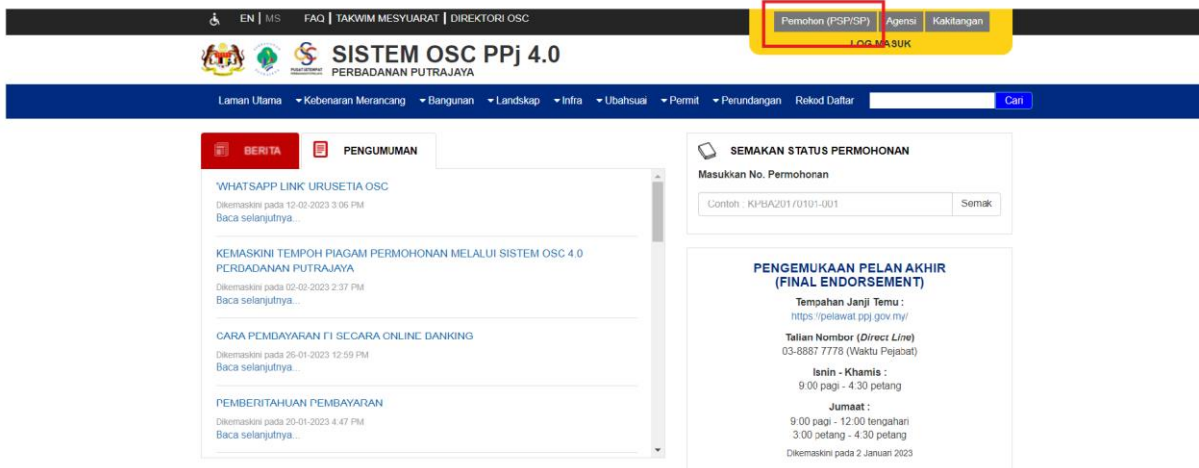 EN | MS FAQ | TAKWIM MESYUARAT | DIREKTORI OSC
Pemohon (PSP/SP) Agensi Kakitangan
LOG MASUK
SISTEM OSC PPj 4.0
PERBADANAN PUTRAJAYA
Laman Utama Kebenaran Merancang Bangunan Landskap Infra Ubahsuai Permit Perundangan Rekod Daftar Cari
BERITA PENGUMUMAN
'WHATSAPP LINK' URUSETIA OSC
Dikemaskini pada 12-02-2023 3:06 PM
Baca selanjutnya...
KEMASKINI TEMPOH PIAGAM PERMOHONAN MELALUI SISTEM OSC 4.0
PERBADANAN PUTRAJAYA
Dikemaskini pada 02-02-2023 2:37 PM
Baca selanjutnya...
CARA PEMBAYARAN FI SECARA ONLINE BANKING
Dikemaskini pada 26-01-2023 12:59 PM
Baca selanjutnya...
PEMBERITAHUAN PEMBAYARAN
Dikemaskini pada 20-01-2023 4:47 PM
Baca selanjutnya...
SEMAKAN STATUS PERMOHONAN
Masukkan No. Permohonan
Contoh : KPBA20170101-001 Semak
PENGEMUKAAN PELAN AKHIR
(FINAL ENDORSEMENT)
Tempahan Janji Temu :
https://pelawat.ppj.gov.my/
Talian Nombor (Direct Line)
03-8887 7778 (Waktu Pejabat)
Isnin - Khamis :
9:00 pagi - 4:30 petang
Jumaat :
9:00 pagi - 12:00 tengahari
3:00 petang - 4:30 petang
Dikemaskini pada 2 Januari 2023